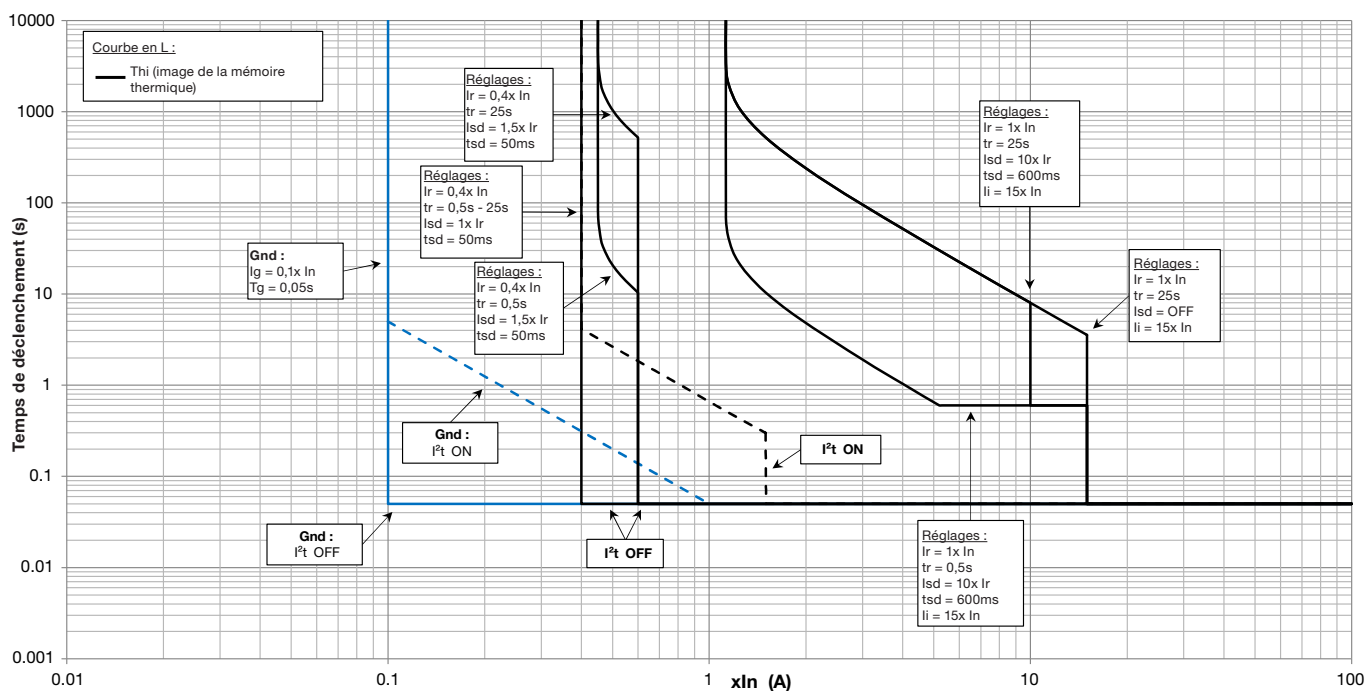 10000
1000
100
10
1
0.1
0.01
0.001
Temps de déclenchement (s)
Courbe en L :
Thi (image de la mémoire
thermique)
Réglages :
Ir = 0,4x In
tr = 25s
Isd = 1,5x Ir
tsd = 50ms
Réglages :
Ir = 0,4x In
tr = 0,5s - 25s
Isd = 1x Ir
tsd = 50ms
Gnd :
Ig = 0,1x In
Tg = 0,05s
Réglages :
Ir = 0,4x In
tr = 0,5s
Isd = 1,5x Ir
tsd = 50ms
Réglages :
Ir = 1x In
tr = 25s
Isd = 10x Ir
tsd = 600ms
Ii = 15x In
Réglages :
Ir = 1x In
tr = 25s
Isd = OFF
Ii = 15x In
Gnd :
I²t ON
I²t ON
Gnd :
I²t OFF
I²t OFF
Réglages :
Ir = 1x In
tr = 0,5s
Isd = 10x Ir
tsd = 600ms
Ii = 15x In
0.01
0.1
1
10
100
xIn (A)